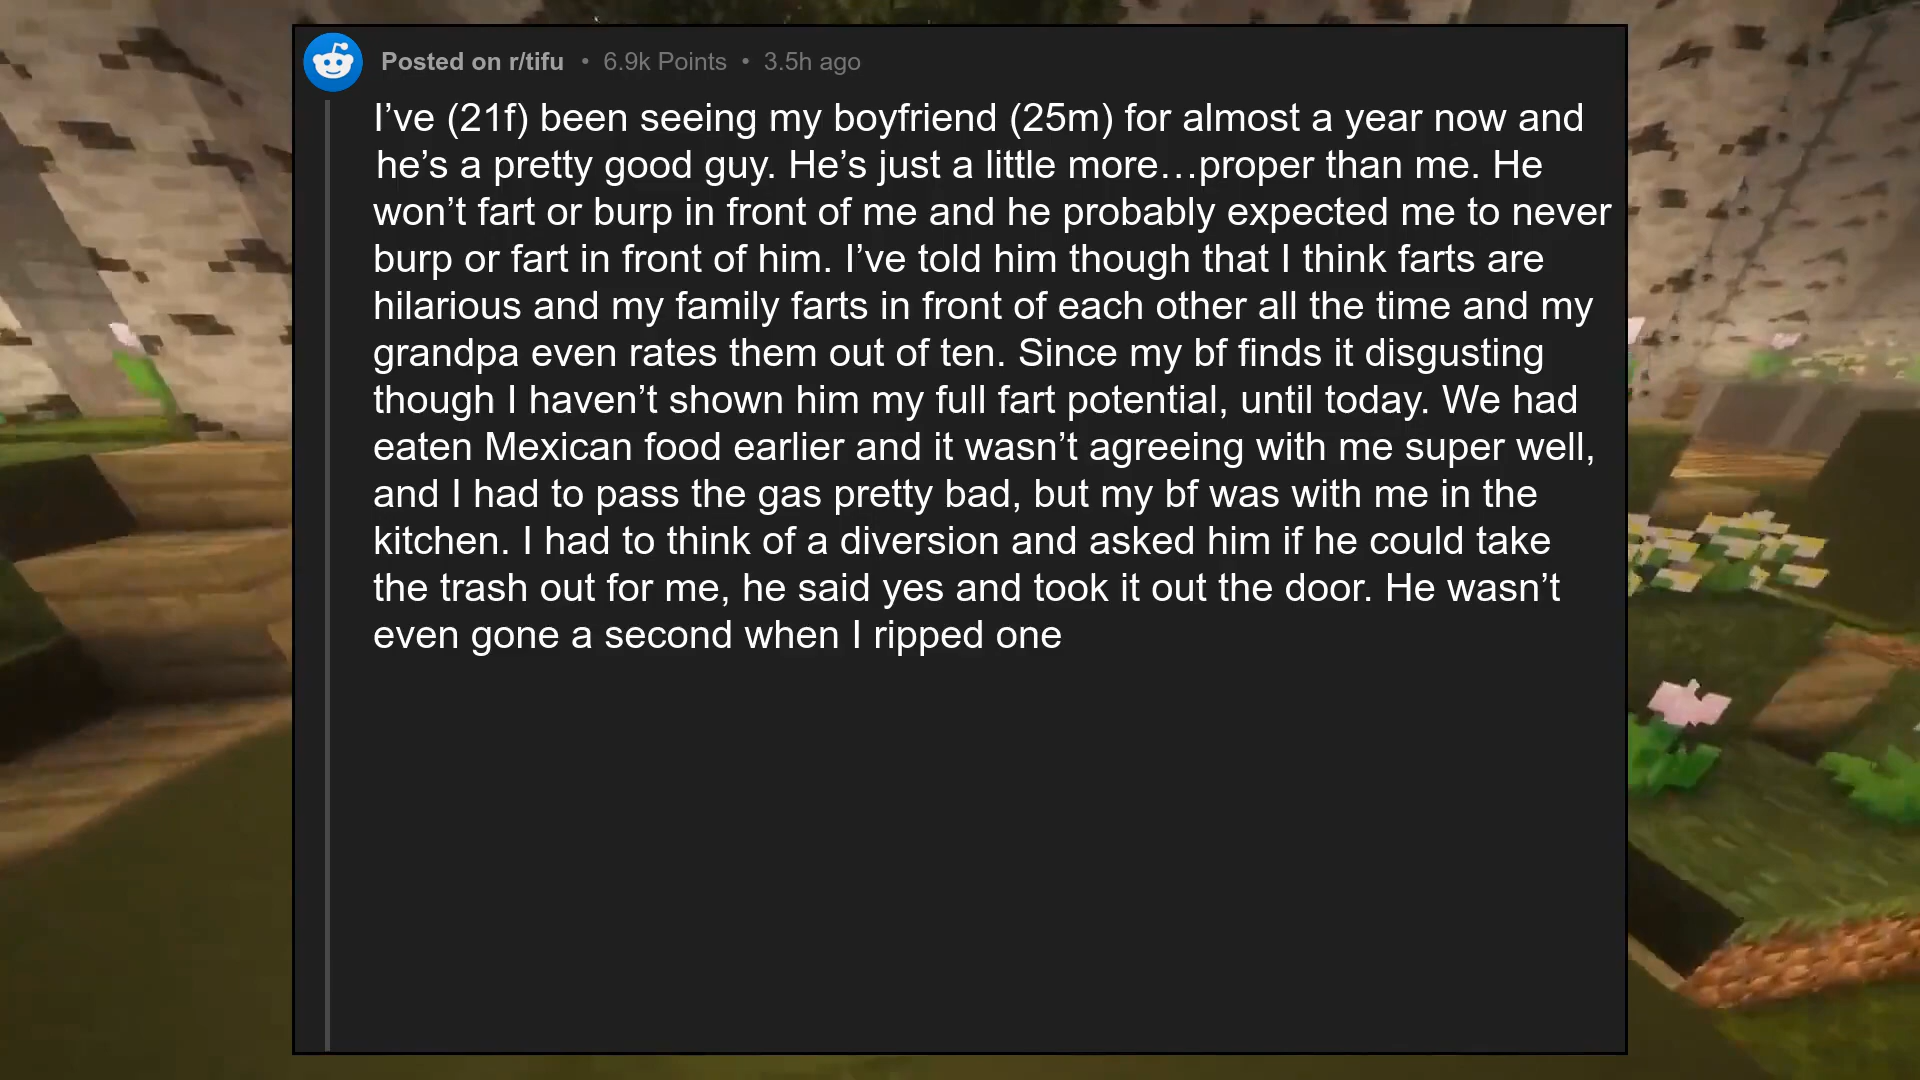 Posted on r/tifu • 6.9k Points • 3.5h ago
I’ve (21f) been seeing my boyfriend (25m) for almost a year now and
he’s a pretty good guy. He’s just a little more…proper than me. He
won’t fart or burp in front of me and he probably expected me to never
burp or fart in front of him. I’ve told him though that I think farts are
hilarious and my family farts in front of each other all the time and my
grandpa even rates them out of ten. Since my bf finds it disgusting
though I haven’t shown him my full fart potential, until today. We had
eaten Mexican food earlier and it wasn’t agreeing with me super well,
and I had to pass the gas pretty bad, but my bf was with me in the
kitchen. I had to think of a diversion and asked him if he could take
the trash out for me, he said yes and took it out the door. He wasn’t
even gone a second when I ripped one